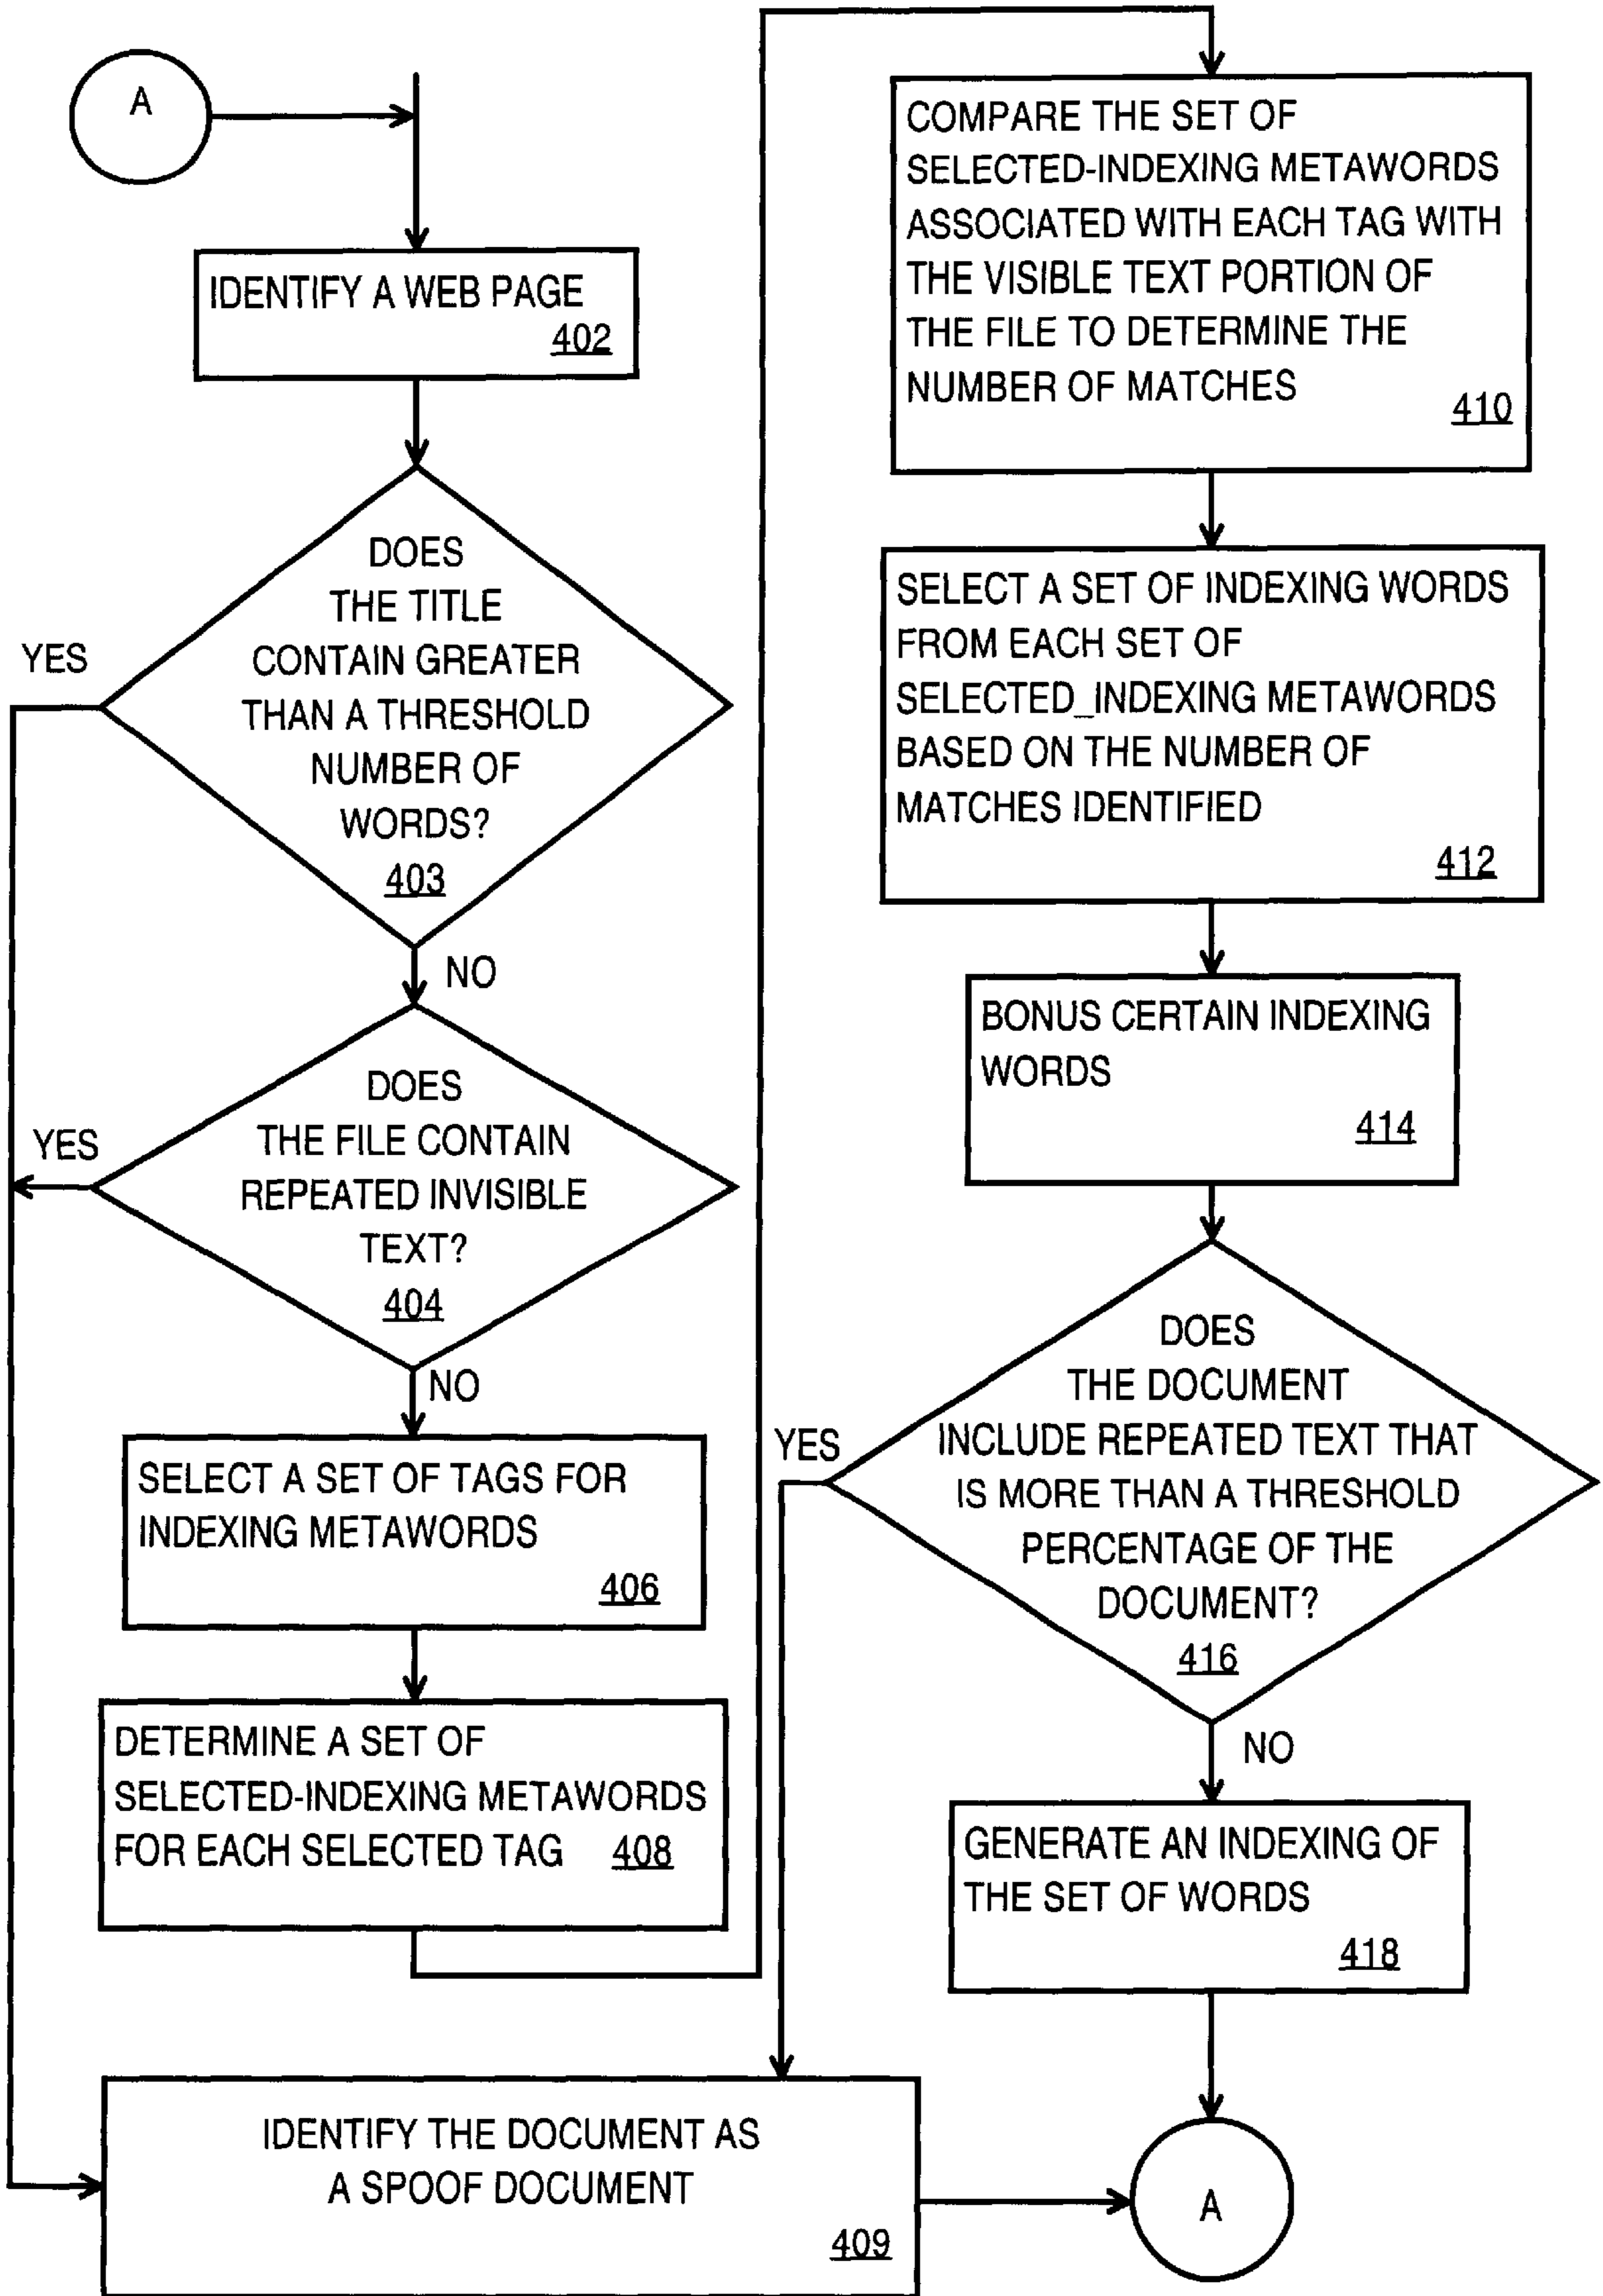 A
IDENTIFY A WEB PAGE
402
DOES
THE TITLE
CONTAIN GREATER
THAN A THRESHOLD
NUMBER OF
WORDS?
403
YES
NO
DOES
THE FILE CONTAIN
REPEATED INVISIBLE
TEXT?
404
YES
NO
SELECT A SET OF TAGS FOR
INDEXING METAWORDS
406
DETERMINE A SET OF
SELECTED-INDEXING METAWORDS
FOR EACH SELECTED TAG 408
COMPARE THE SET OF
SELECTED-INDEXING METAWORDS
ASSOCIATED WITH EACH TAG WITH
THE VISIBLE TEXT PORTION OF
THE FILE TO DETERMINE THE
NUMBER OF MATCHES
410
SELECT A SET OF INDEXING WORDS
FROM EACH SET OF
SELECTED_INDEXING METAWORDS
BASED ON THE NUMBER OF
MATCHES IDENTIFIED
412
BONUS CERTAIN INDEXING
WORDS
414
DOES
THE DOCUMENT
INCLUDE REPEATED TEXT THAT
IS MORE THAN A THRESHOLD
PERCENTAGE OF THE
DOCUMENT?
416
YES
NO
GENERATE AN INDEXING OF
THE SET OF WORDS
418
IDENTIFY THE DOCUMENT AS
A SPOOF DOCUMENT
409
A